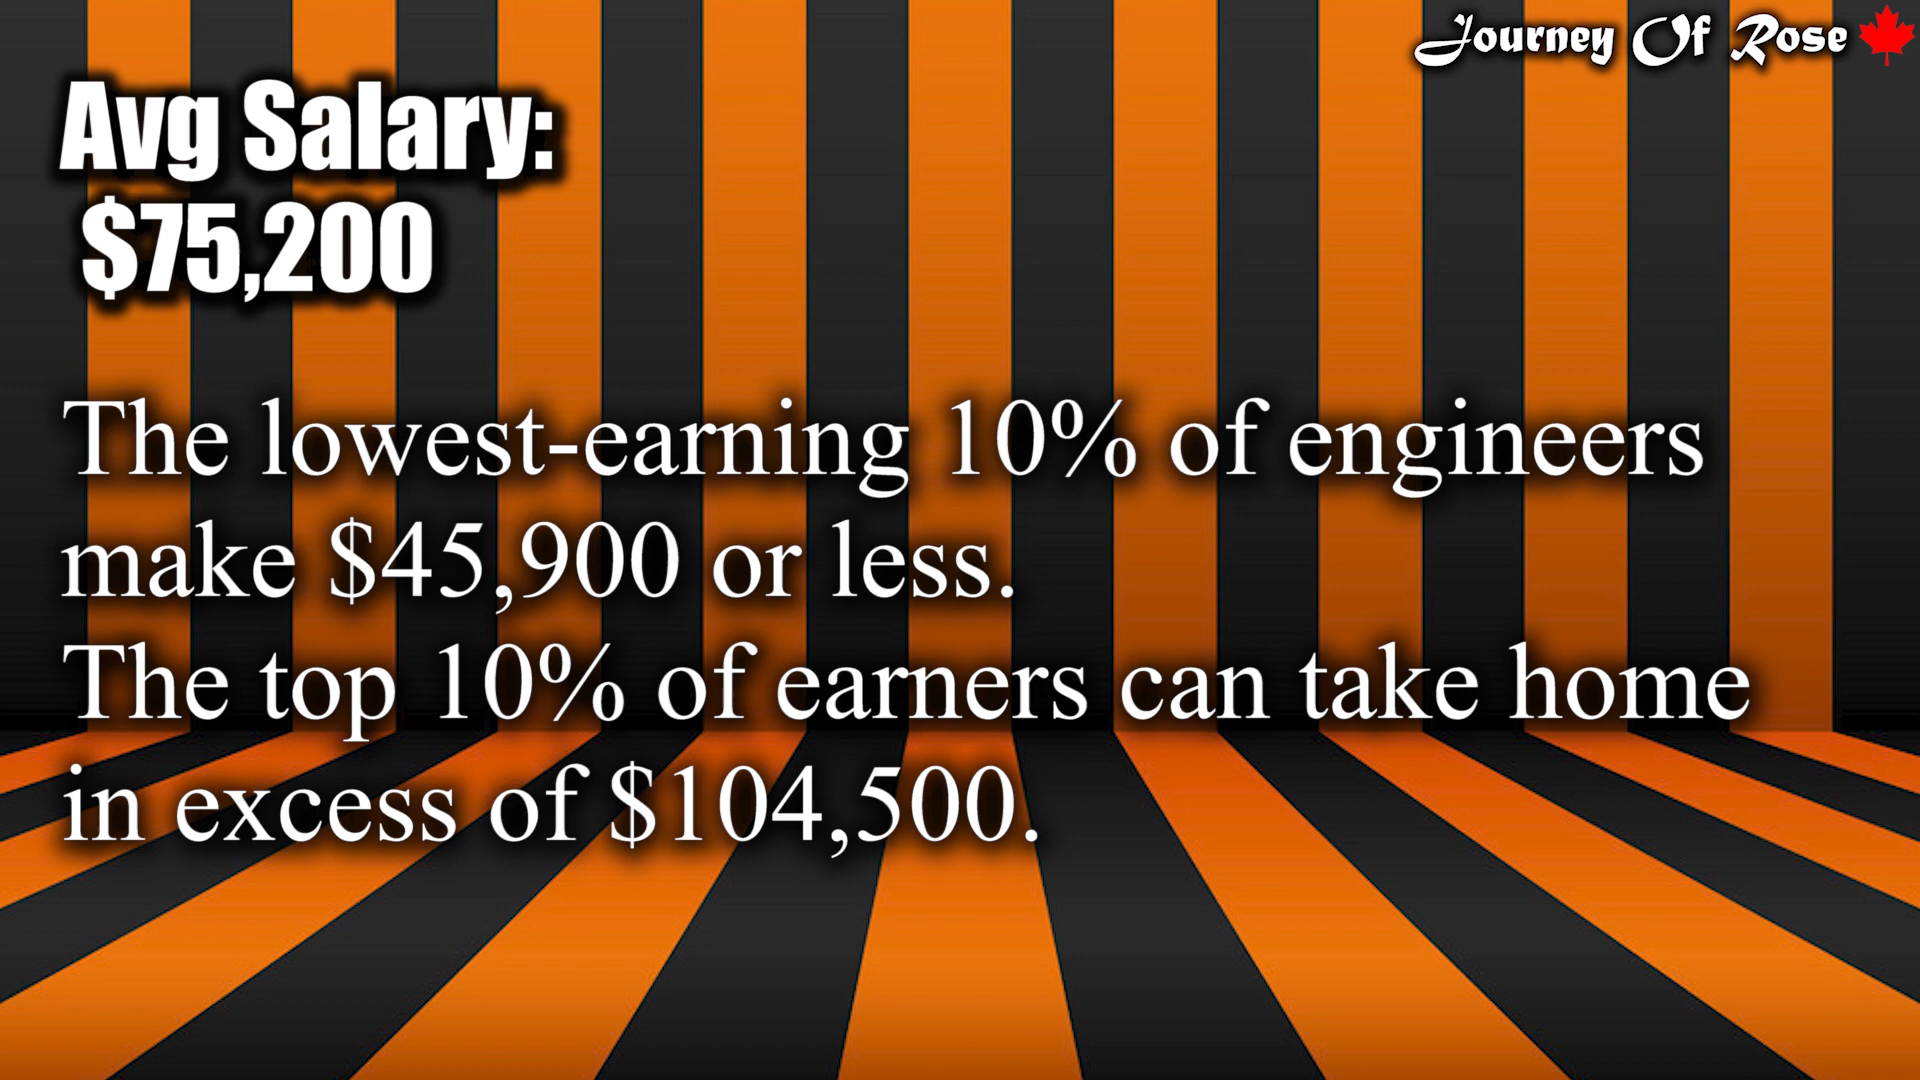 Journey Of Rose
Avg Salary:
$75,200
The lowest-earning 10% of engineers
make $45,900 or less.
The top 10% of earners can take home
in excess of $104,500.